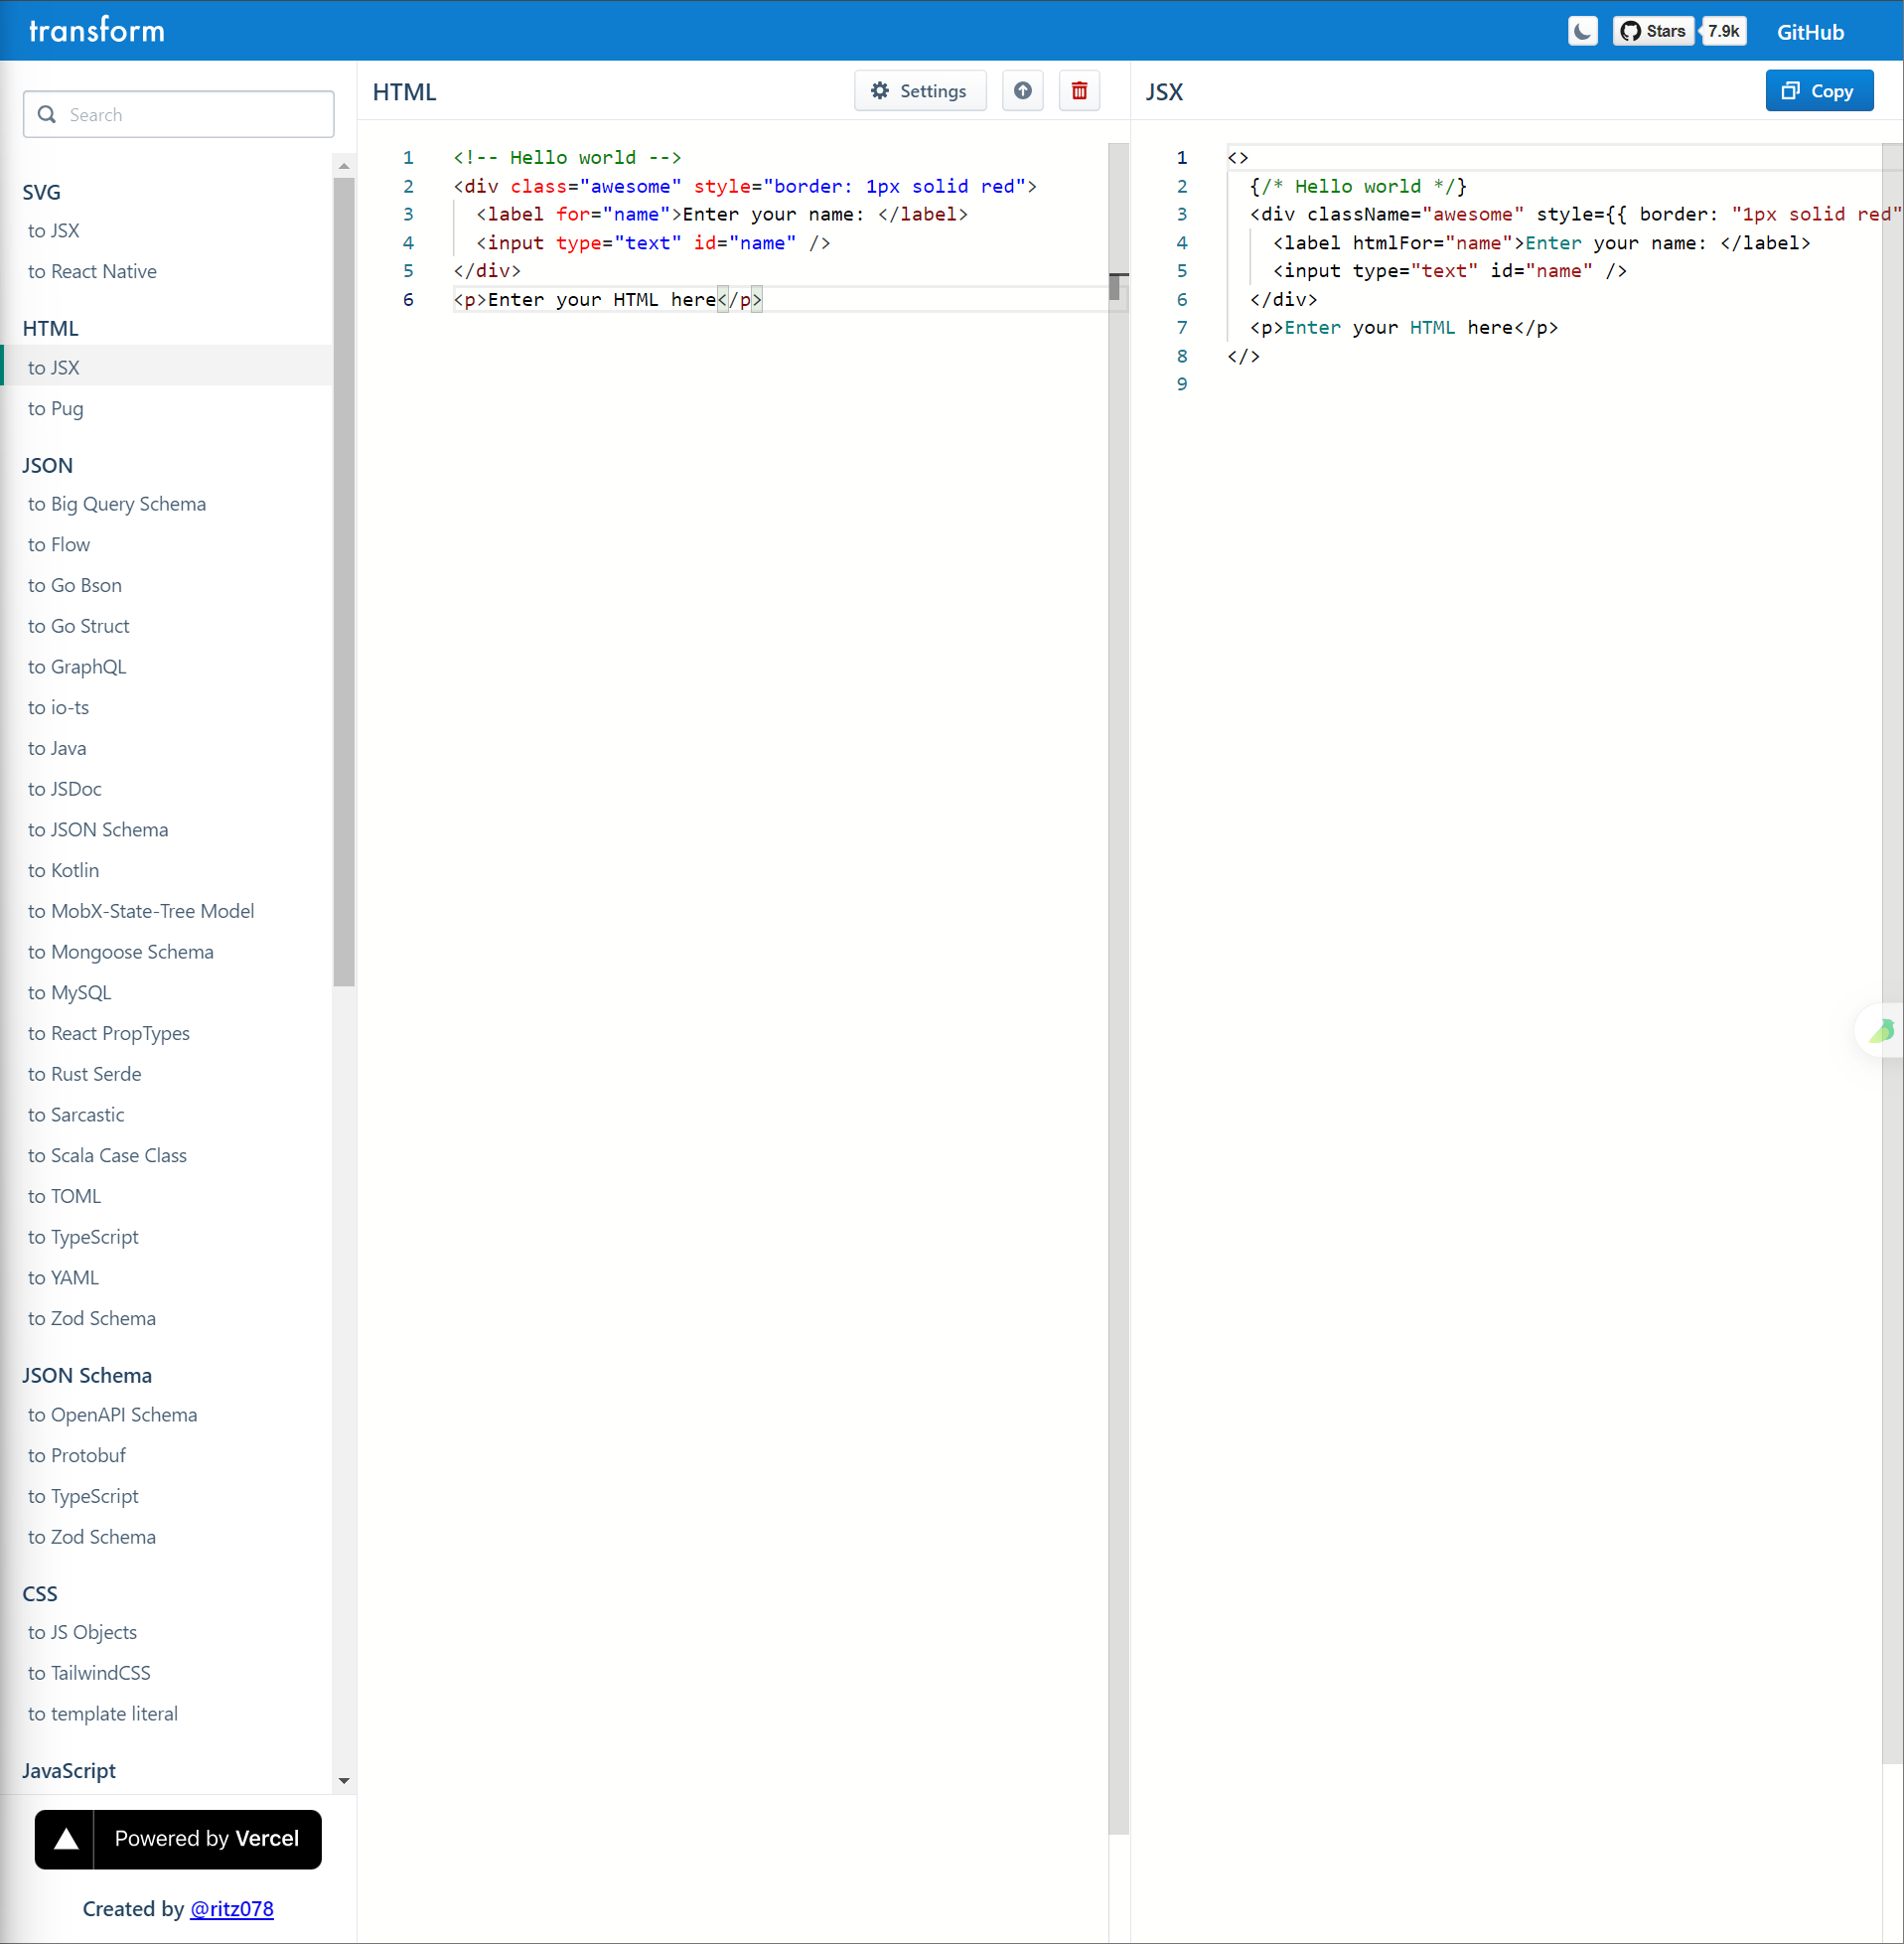 transform
Stars
7.9k
GitHub
Search
SVG
to JSX
to React Native
HTML
to JSX
to Pug
JSON
to Big Query Schema
to Flow
to Go Bson
to Go Struct
to GraphQL
to io-ts
to Java
to JSDoc
to JSON Schema
to Kotlin
to MobX-State-Tree Model
to Mongoose Schema
to MySQL
to React PropTypes
to Rust Serde
to Sarcastic
to Scala Case Class
to TOML
to TypeScript
to YAML
to Zod Schema
JSON Schema
to OpenAPI Schema
to Protobuf
to TypeScript
to Zod Schema
CSS
to JS Objects
to TailwindCSS
to template literal
JavaScript
Powered by Vercel
Created by @ritz078
HTML
Settings
1 <!-- Hello world -->
2 <div class="awesome" style="border: 1px solid red">
3 <label for="name">Enter your name: </label>
4 <input type="text" id="name" />
5 </div>
6 <p>Enter your HTML here</p>
JSX
Copy
1 <>
2 {/* Hello world */}
3 <div className="awesome" style={{ border: "1px solid red"
4 <label htmlFor="name">Enter your name: </label>
5 <input type="text" id="name" />
6 </div>
7 <p>Enter your HTML here</p>
8 </>
9